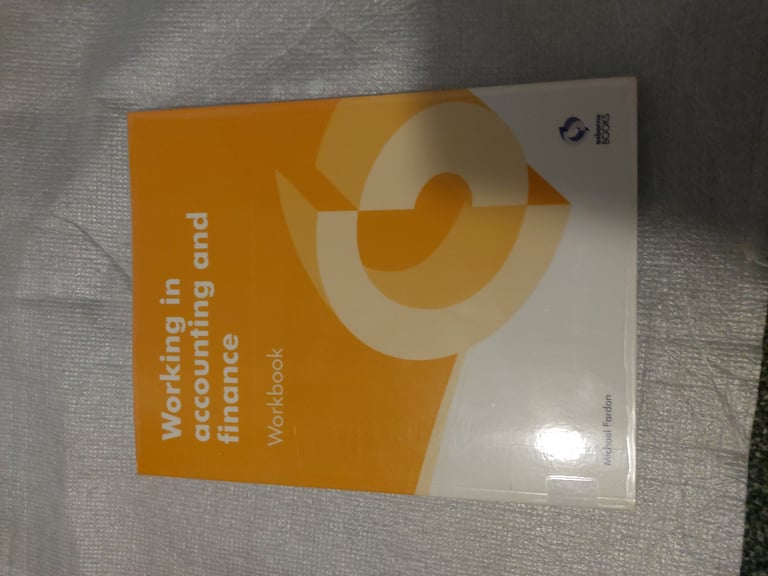 Working in
accounting and
finance
Workbook
Michael Fardon
osborne
BOOKS